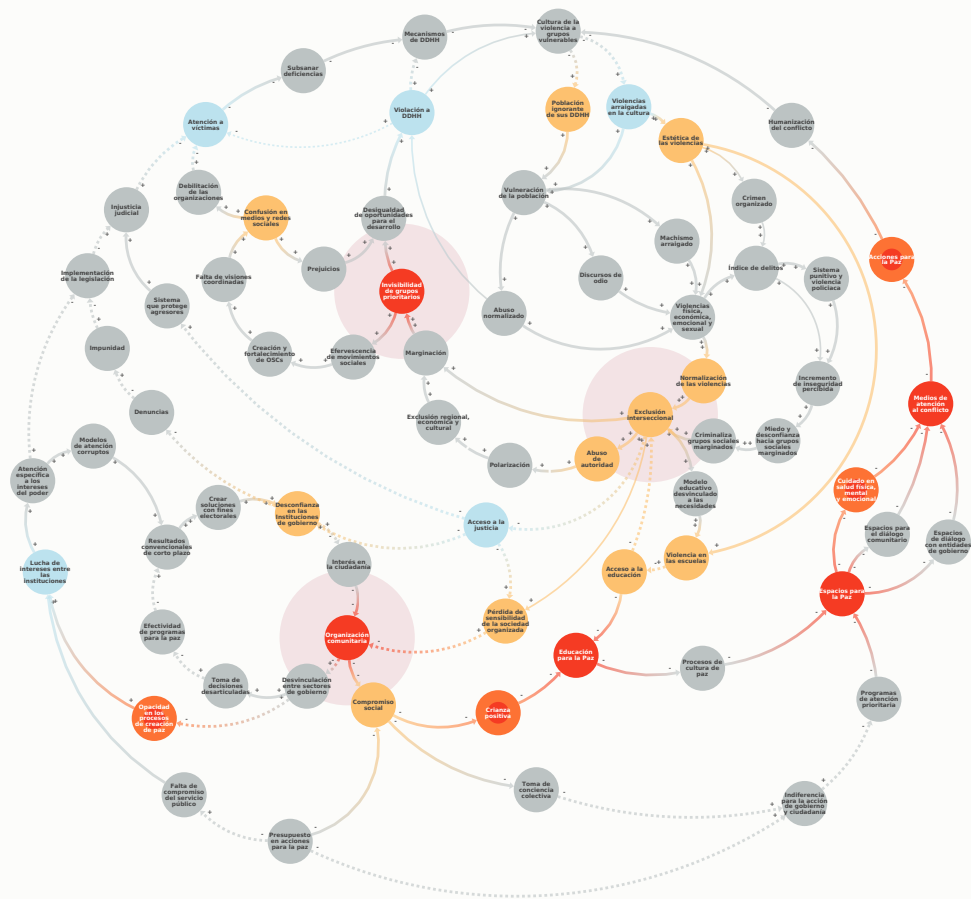 Cultura de la
violencia a
grupos
vulnerables
Mecanismos
de DDHH
Subsanar
deficiencias
Población
ignorante
de sus DDHH
Violencias
arraigadas
en la cultura
Violación a
DDHH
Atención a
víctimas
Humanización
del conflicto
Estética de
las violencias
Debilitación
de las
organizaciones
Vulneración
de la población
Crimen
organizado
Injusticia
judicial
Confusión en
medios y redes
sociales
Desigualdad
de oportunidades
para el
desarrollo
Machismo
arraigado
Acciones para
la Paz
Prejuicios
Implementación
de la legislación
Falta de visiones
coordinadas
Discursos de
odio
Índice de delitos
Sistema
punitivo y
violencia
policiaca
Invisibilidad
de grupos
prioritarios
Sistema
que protege
agresores
Abuso
normalizado
Violencias
física,
económica,
emocional y
sexual
Impunidad
Creación y
fortalecimiento
de OSCs
Efervescencia
de movimientos
sociales
Marginación
Normalización
de las violencias
Incremento
de inseguridad
percibida
Medios de
atención
al conflicto
Denuncias
Exclusión regional,
económica y
cultural
Exclusión
interseccional
Criminaliza
grupos sociales
marginados
Miedo y
desconfianza
hacia grupos
sociales
marginados
Modelos
de atención
corruptos
Polarización
Abuso
de
autoridad
Atención
específica
a los
intereses
del poder
Modelo
educativo
desvinculado
a las
necesidades
Cuidado en
salud física,
mental
y emocional
Crear
soluciones
con fines
electorales
Desconfianza
en las
Instituciones
de gobierno
Acceso a la
justicia
Espacios para
el diálogo
comunitario
Espacios
de diálogo
con entidades
de gobierno
Resultados
convencionales
de corto plazo
Interés en
la ciudadanía
Violencia en
las escuelas
Lucha de
intereses entre
las
instituciones
Acceso a la
educación
Espacios para
la Paz
Pérdida de
sensibilidad
de la sociedad
organizada
Efectividad
de programas
para la paz
Organización
comunitaria
Educación
para la Paz
Procesos de
cultura de
paz
Toma de
decisiones
desarticuladas
Desvinculación
entre sectores
de gobierno
Programas
de atención
prioritaria
Compromiso
social
Crianza
positiva
Opacidad
en los
procesos
de creación
de paz
Falta de
compromiso
del servicio
público
Toma de
conciencia
colectiva
Indiferencia
para la acción
de gobierno
y ciudadanía
Presupuesto
en acciones
para la paz